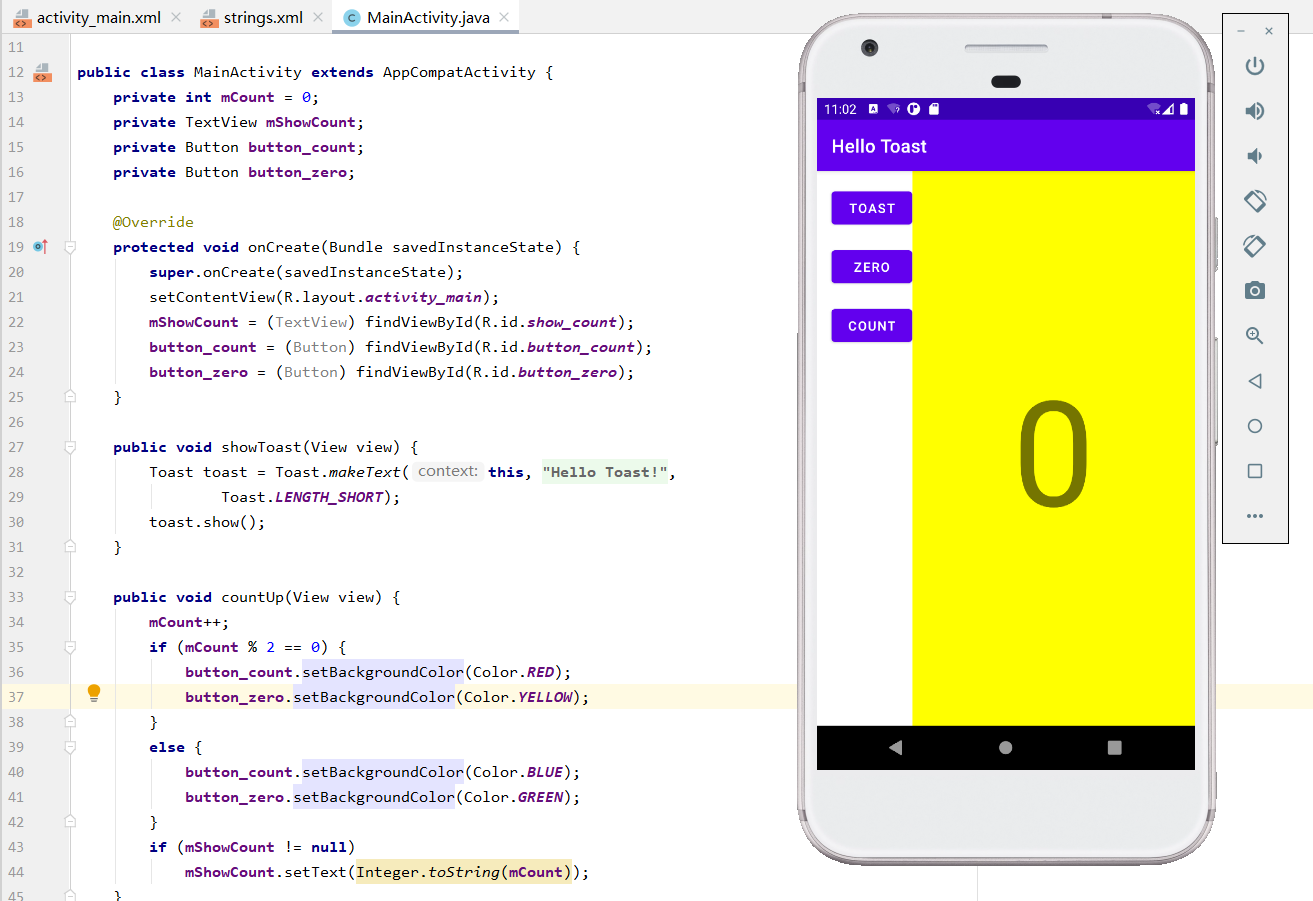 activity_main.xml strings.xml MainActivity.java
11
12 public class MainActivity extends AppCompatActivity {
13 private int mCount = 0;
14 private TextView mShowCount;
15 private Button button_count;
16 private Button button_zero;
17
18 @Override
19 protected void onCreate(Bundle savedInstanceState) {
20 super.onCreate(savedInstanceState);
21 setContentView(R.layout.activity_main);
22 mShowCount = (TextView) findViewById(R.id.show_count);
23 button_count = (Button) findViewById(R.id.button_count);
24 button_zero = (Button) findViewById(R.id.button_zero);
25 }
26
27 public void showToast(View view) {
28 Toast toast = Toast.makeText( context: this, "Hello Toast!",
29 Toast.LENGTH_SHORT);
30 toast.show();
31 }
32
33 public void countUp(View view) {
34 mCount++;
35 if (mCount % 2 == 0) {
36 button_count.setBackgroundColor(Color.RED);
37 button_zero.setBackgroundColor(Color.YELLOW);
38 }
39 else {
40 button_count.setBackgroundColor(Color.BLUE);
41 button_zero.setBackgroundColor(Color.GREEN);
42 }
43 if (mShowCount != null)
44 mShowCount.setText(Integer.toString(mCount));
45 }
11:02
Hello Toast
TOAST
ZERO
COUNT
0